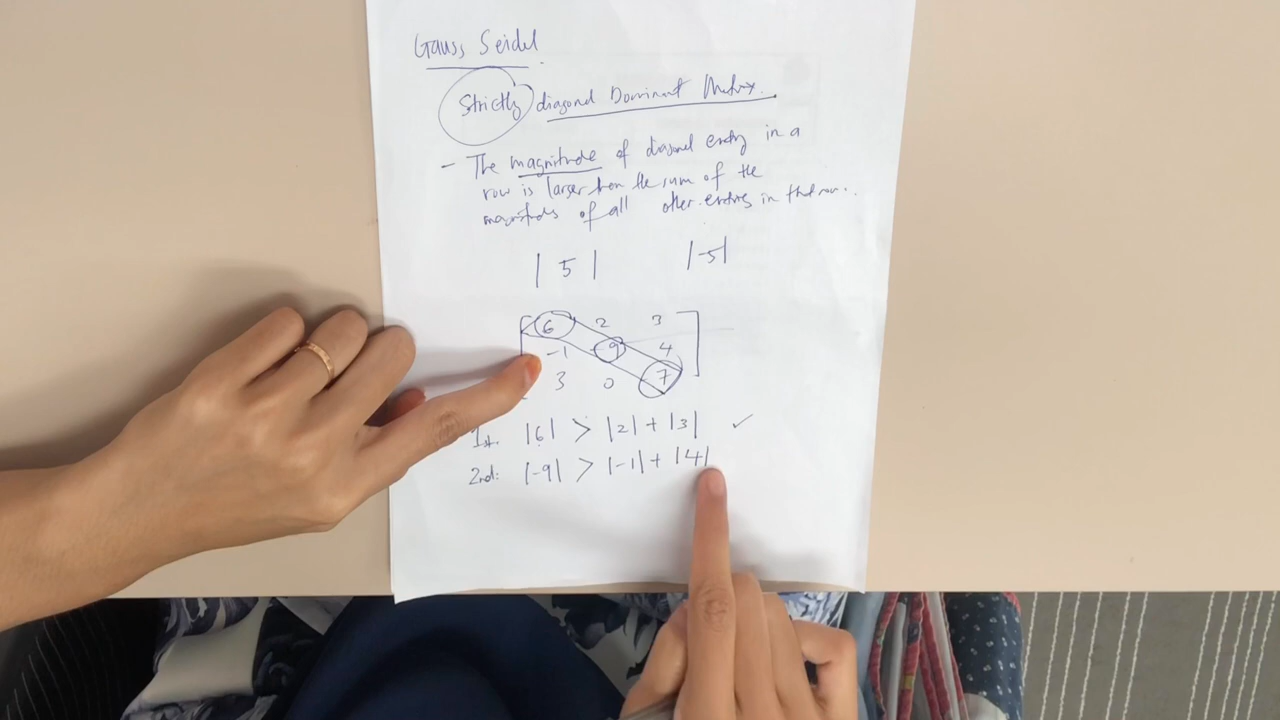 Gauss Seidel
Strictly diagonal Dominant Matrix.
- The magnitude of diagonal entry in a
row is larger than the sum of the
magnitudes of all other entries in that row.
|5| |-5|
6 2 3
-1 -9 4
3 0 7
1st. |6| > |2| + |3| ✓
2nd: |-9| > |-1| + |4|